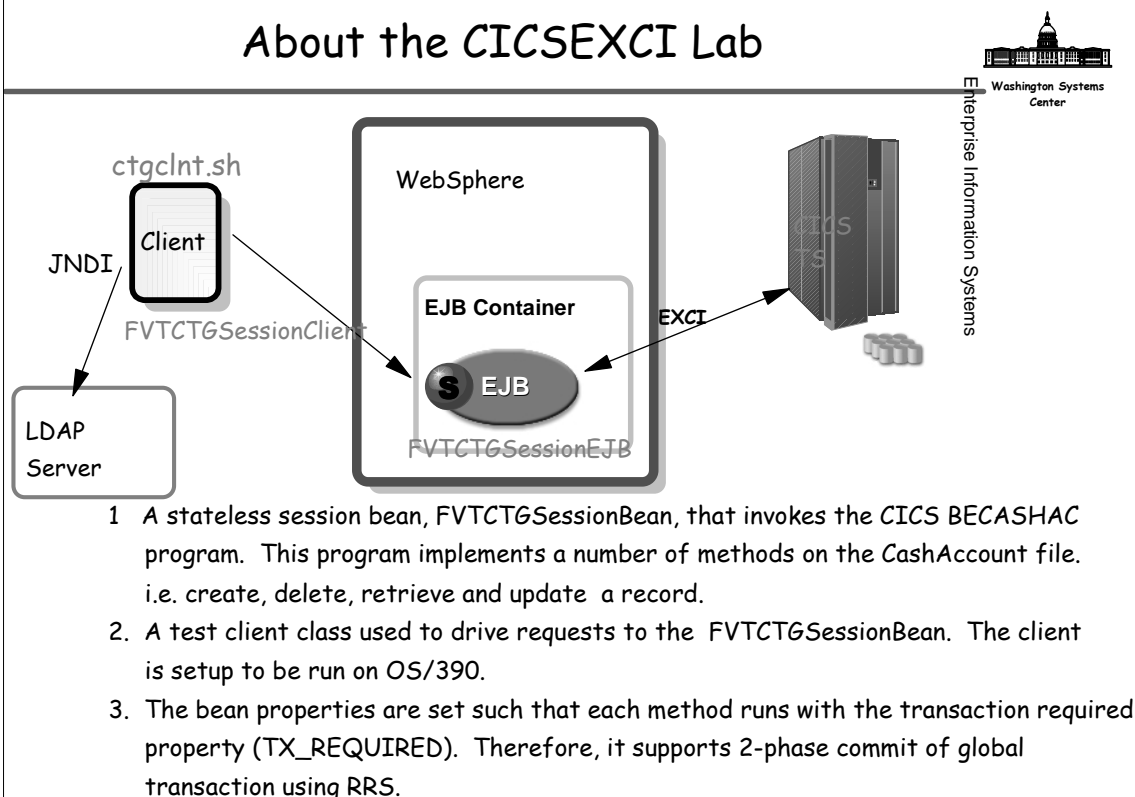 About the CICSEXCI Lab
Washington Systems
Center
Enterprise Information Systems
ctgclnt.sh
Client
JNDI
FVTCTGSessionClient
LDAP
Server
WebSphere
EJB Container
S
EJB
FVTCTGSessionEJB
EXCI
CICS
TS
1 A stateless session bean, FVTCTGSessionBean, that invokes the CICS BECASHAC
program. This program implements a number of methods on the CashAccount file.
i.e. create, delete, retrieve and update a record.
2. A test client class used to drive requests to the FVTCTGSessionBean. The client
is setup to be run on OS/390.
3. The bean properties are set such that each method runs with the transaction required
property (TX_REQUIRED). Therefore, it supports 2-phase commit of global
transaction using RRS.